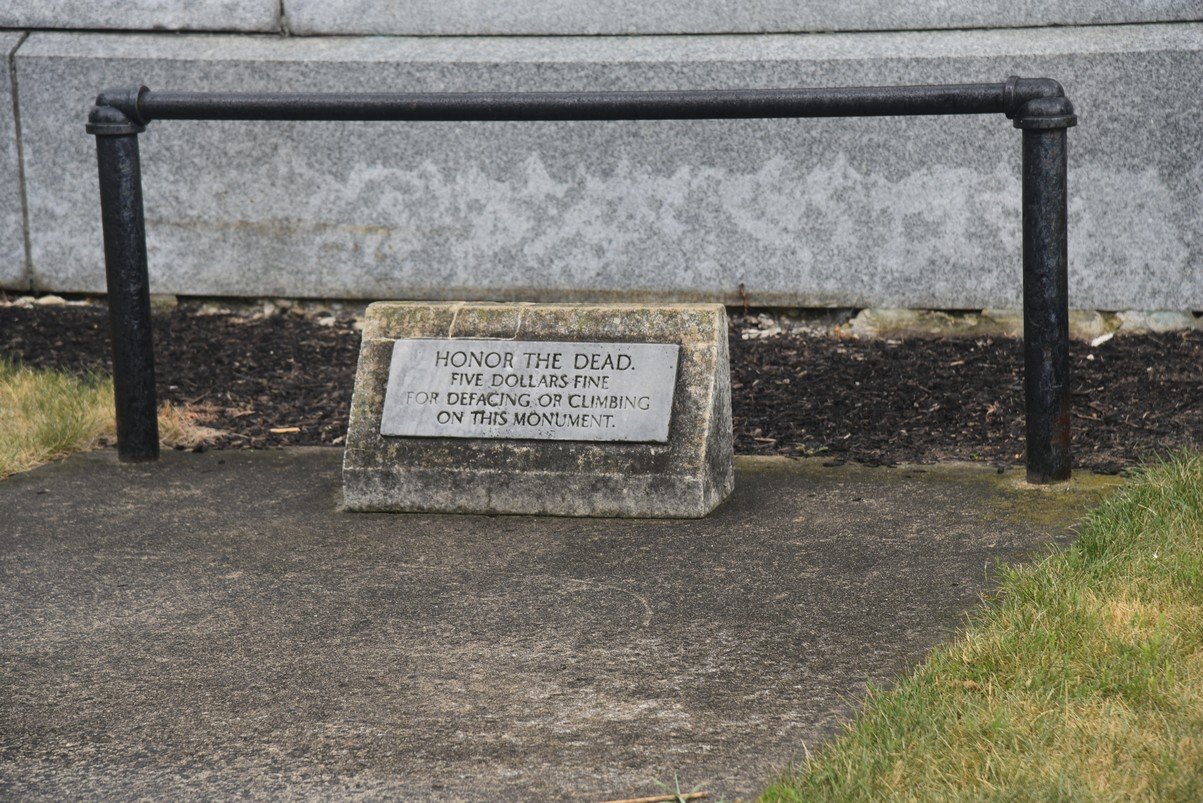 HONOR THE DEAD.
FIVE DOLLARS FINE
FOR DEFACING OR CLIMBING
ON THIS MONUMENT.